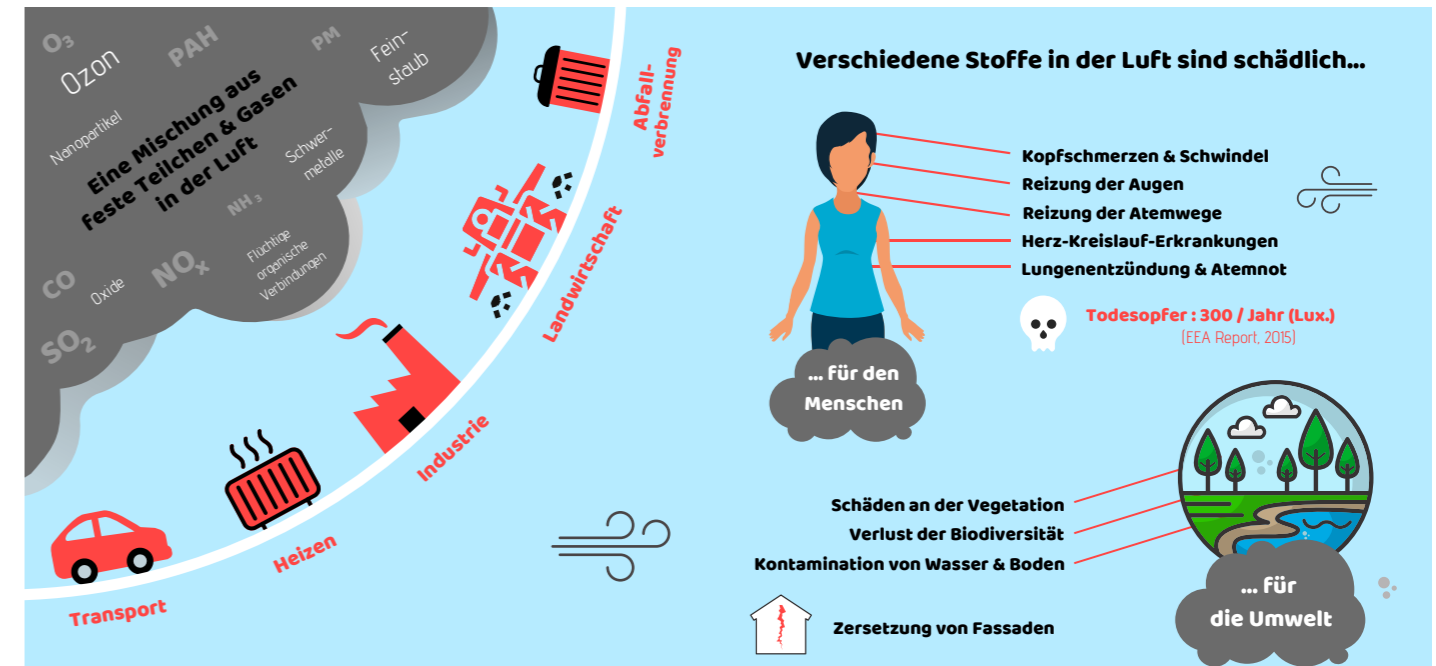 O₃
Ozon
PAH
PM
Fein-
staub
Nanopartikel
Eine Mischung aus
feste Teilchen & Gasen
in der Luft
Schwer-
metalle
NH₃
CO
Oxide
NOₓ
Flüchtige
organische
Verbindungen
SO₂
Abfall-
verbrennung
Landwirtschaft
Industrie
Heizen
Transport
Verschiedene Stoffe in der Luft sind schädlich...
Kopfschmerzen & Schwindel
Reizung der Augen
Reizung der Atemwege
Herz-Kreislauf-Erkrankungen
Lungenentzündung & Atemnot
Todesopfer : 300 / Jahr (Lux.)
(EEA Report, 2015)
... für den
Menschen
Schäden an der Vegetation
Verlust der Biodiversität
Kontamination von Wasser & Boden
... für
die Umwelt
Zersetzung von Fassaden